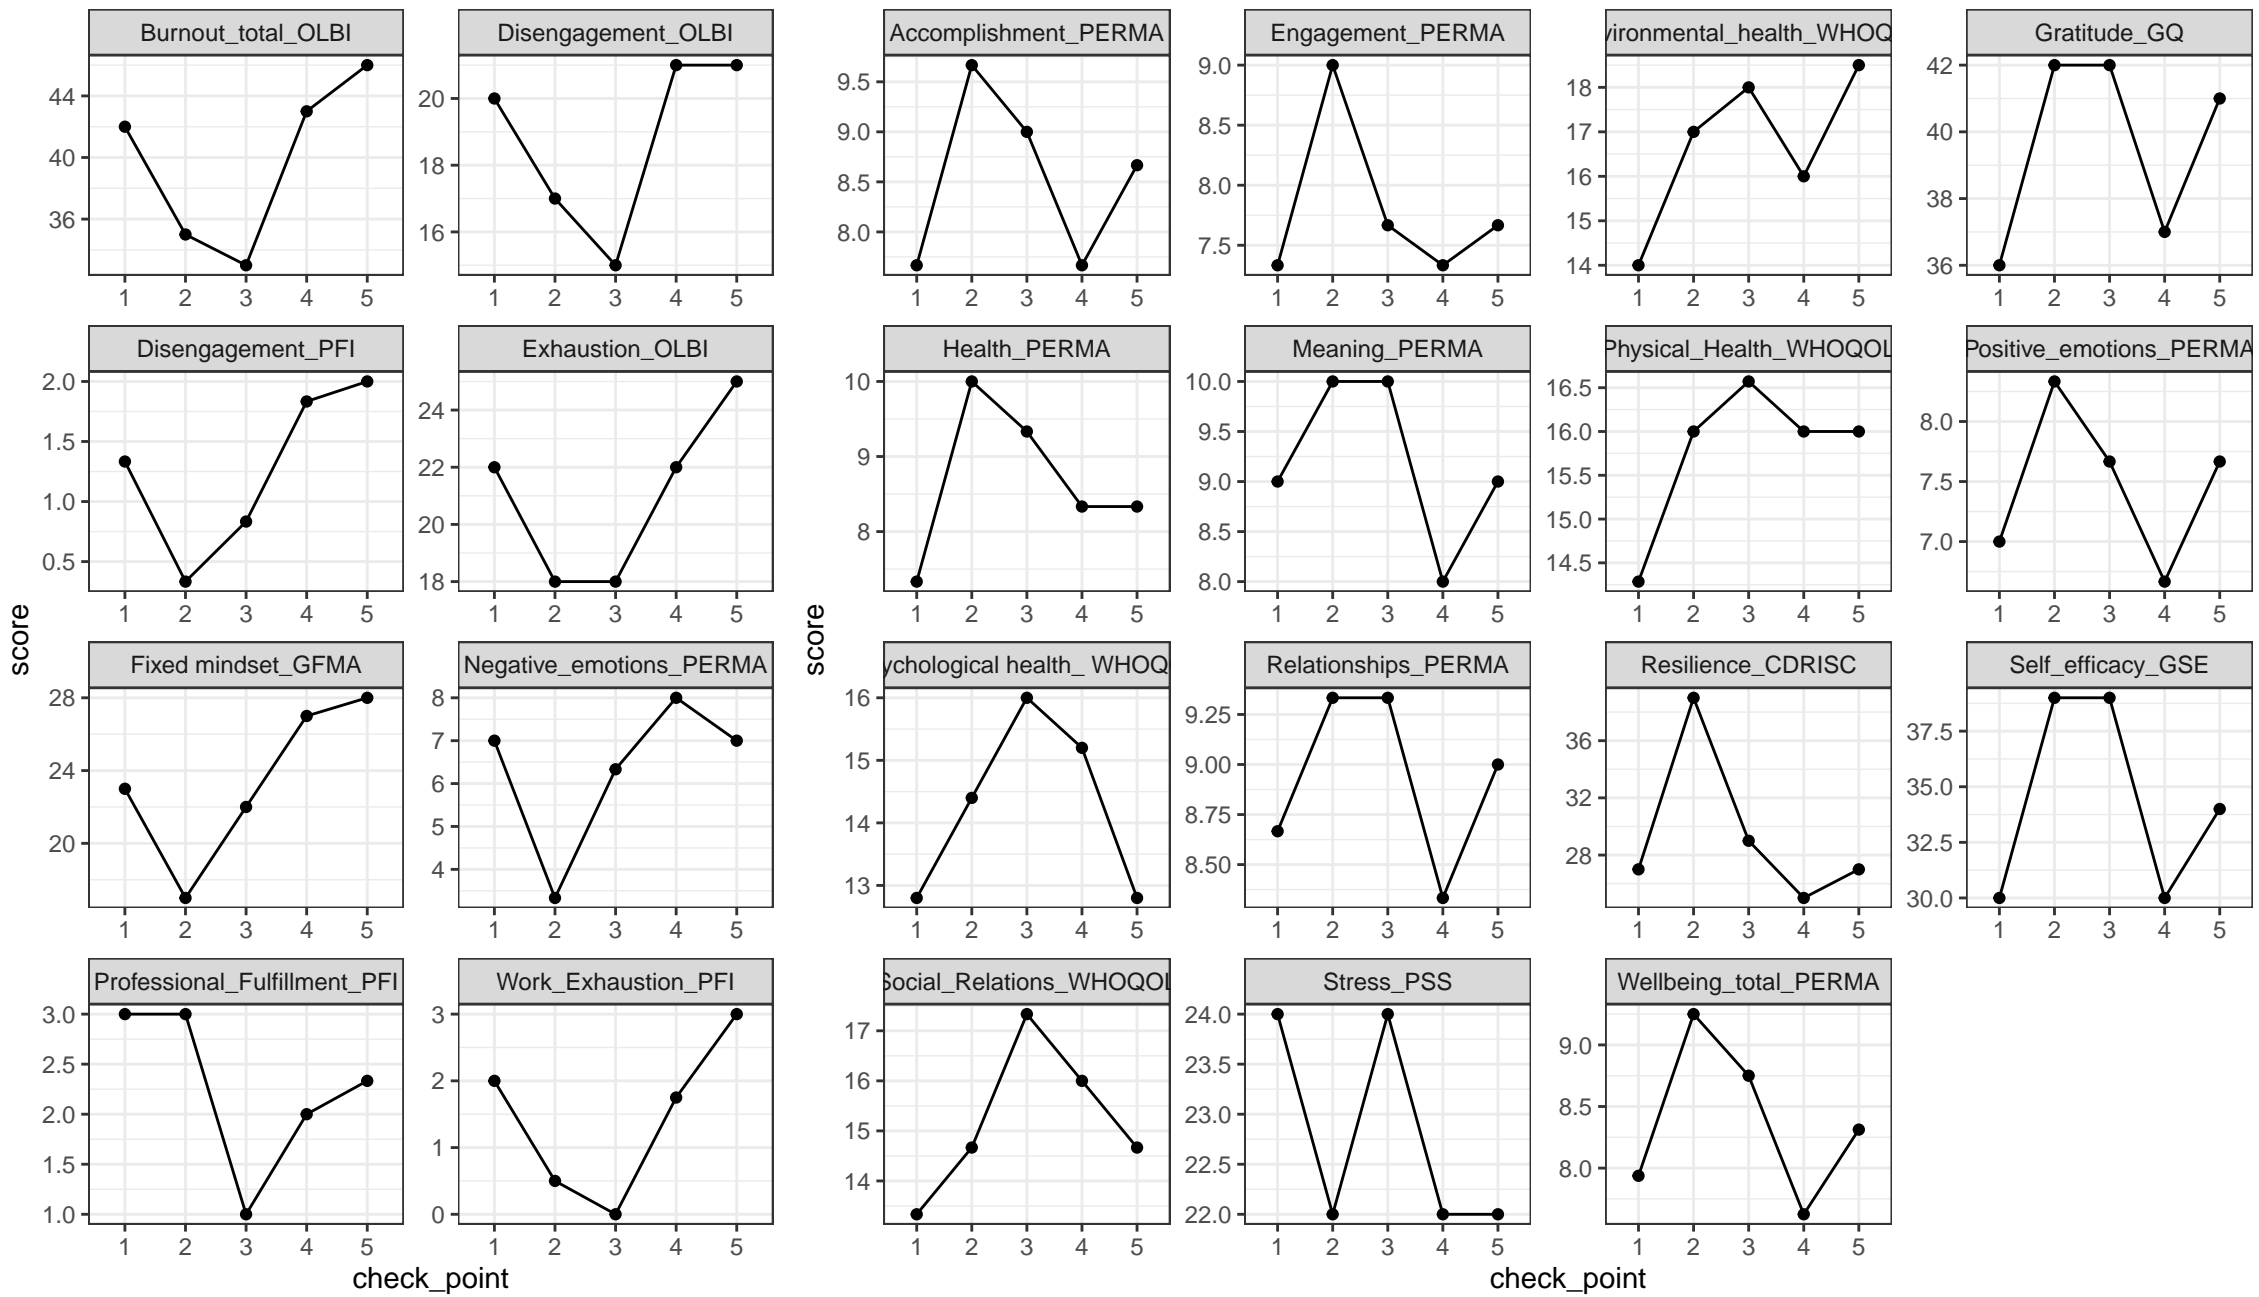 Burnout_total_OLBI
Disengagement_OLBI
44
40
36
1 2 3 4 5
20
18
16
1 2 3 4 5
Disengagement_PFI
Exhaustion_OLBI
2.0
1.5
1.0
0.5
1 2 3 4 5
24
22
20
18
1 2 3 4 5
Fixed mindset_GFMA
Negative_emotions_PERMA
28
24
20
1 2 3 4 5
8
7
6
5
4
1 2 3 4 5
Professional_Fulfillment_PFI
Work_Exhaustion_PFI
3.0
2.5
2.0
1.5
1.0
1 2 3 4 5
3
2
1
0
1 2 3 4 5
score
check_point
Accomplishment_PERMA
Engagement_PERMA
vironmental_health_WHOQ
Gratitude_GQ
9.5
9.0
8.5
8.0
1 2 3 4 5
9.0
8.5
8.0
7.5
1 2 3 4 5
18
17
16
15
14
1 2 3 4 5
42
40
38
36
1 2 3 4 5
Health_PERMA
Meaning_PERMA
Physical_Health_WHOQOL
Positive_emotions_PERMA
10
9
8
1 2 3 4 5
10.0
9.5
9.0
8.5
8.0
1 2 3 4 5
16.5
16.0
15.5
15.0
14.5
1 2 3 4 5
8.0
7.5
7.0
1 2 3 4 5
ychological health_ WHOQ
Relationships_PERMA
Resilience_CDRISC
Self_efficacy_GSE
16
15
14
13
1 2 3 4 5
9.25
9.00
8.75
8.50
1 2 3 4 5
36
32
28
1 2 3 4 5
37.5
35.0
32.5
30.0
1 2 3 4 5
Social_Relations_WHOQOL
Stress_PSS
Wellbeing_total_PERMA
17
16
15
14
1 2 3 4 5
24.0
23.5
23.0
22.5
22.0
1 2 3 4 5
9.0
8.5
8.0
1 2 3 4 5
score
check_point